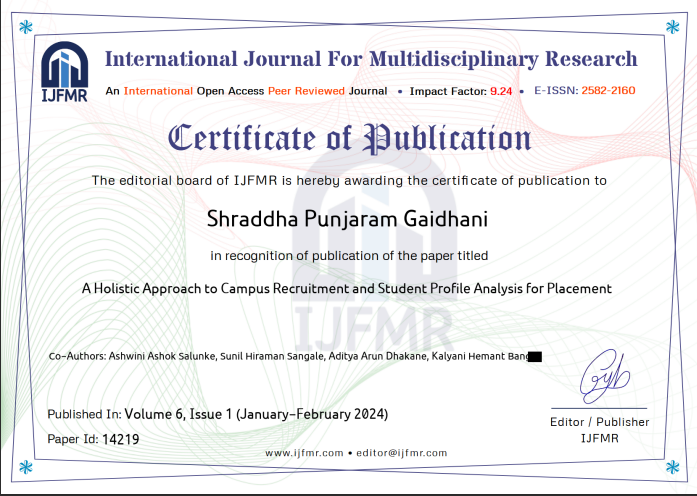 IJFMR
International Journal For Multidisciplinary Research
An International Open Access Peer Reviewed Journal • Impact Factor: 9.24 • E-ISSN: 2582-2160
Certificate of Publication
The editorial board of IJFMR is hereby awarding the certificate of publication to
Shraddha Punjaram Gaidhani
in recognition of publication of the paper titled
A Holistic Approach to Campus Recruitment and Student Profile Analysis for Placement
IJFMR
Co-Authors: Ashwini Ashok Salunke, Sunil Hiraman Sangale, Aditya Arun Dhakane, Kalyani Hemant
Published In: Volume 6, Issue 1 (January-February 2024)
Paper Id: 14219
Editor / Publisher
IJFMR
www.ijfmr.com • editor@ijfmr.com